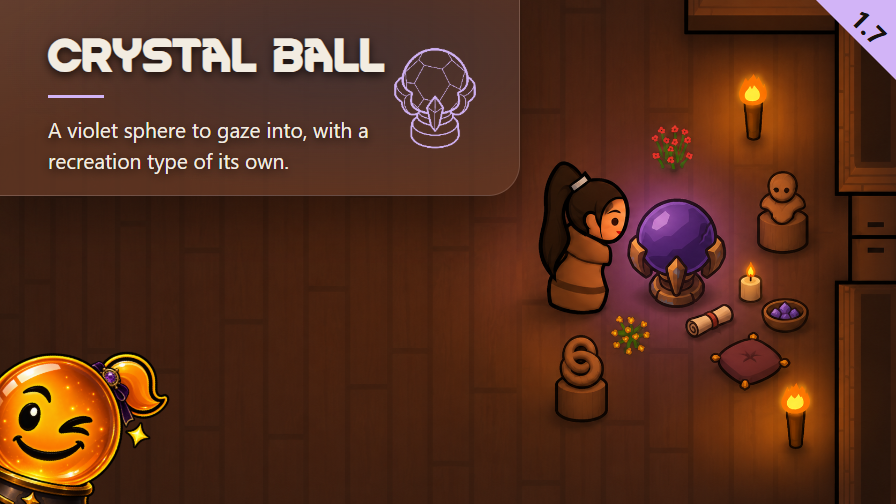 CRYSTAL BALL
A violet sphere to gaze into, with a
recreation type of its own.
1.7